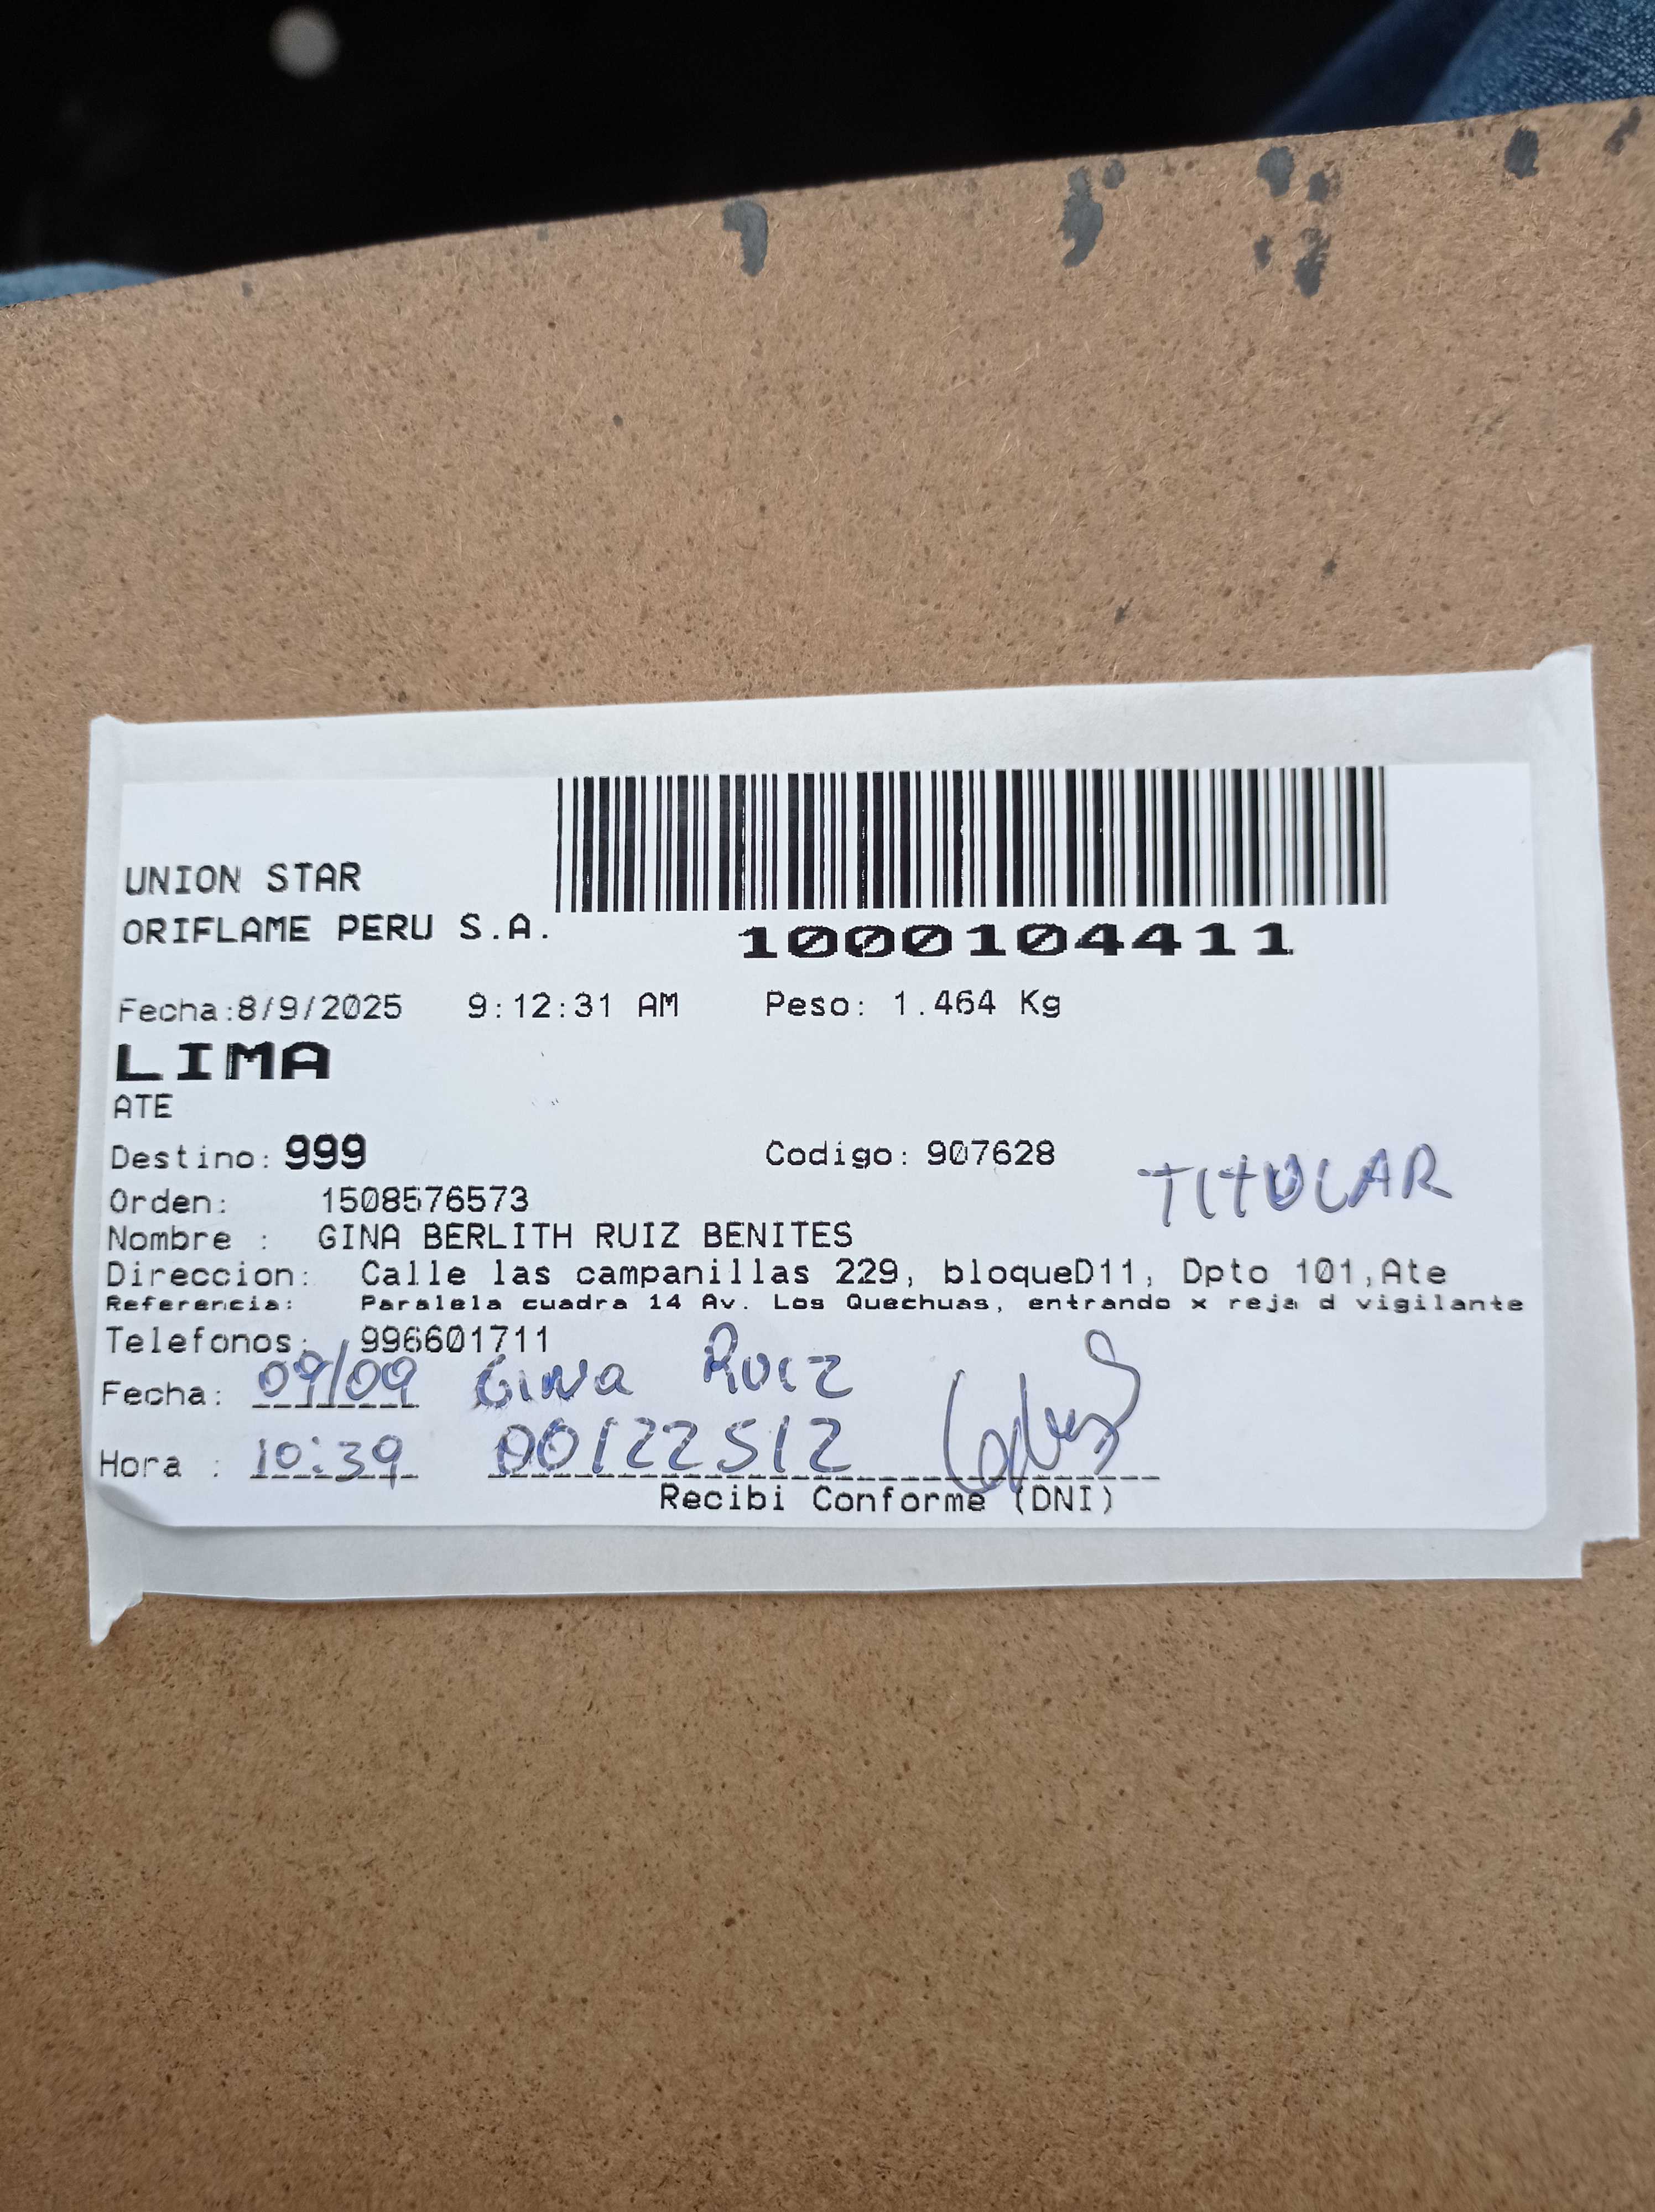 UNION STAR
ORIFLAME PERU S.A.
1000104411
Fecha:8/9/2025 9:12:31 AM Peso: 1.464 Kg
LIMA
ATE
Destino: 999 Codigo: 907628
TITULAR
Orden: 1508576573
Nombre : GINA BERLITH RUIZ BENITES
Direccion: Calle las campanillas 229, bloqueD11, Dpto 101,Ate
Referencia: Paralela cuadra 14 Av. Los Quechuas, entrando x reja d vigilante
Telefonos: 996601711
Fecha: 09/09 Gina Ruiz
Hora : 10:39 00122512
Recibi Conforme (DNI)